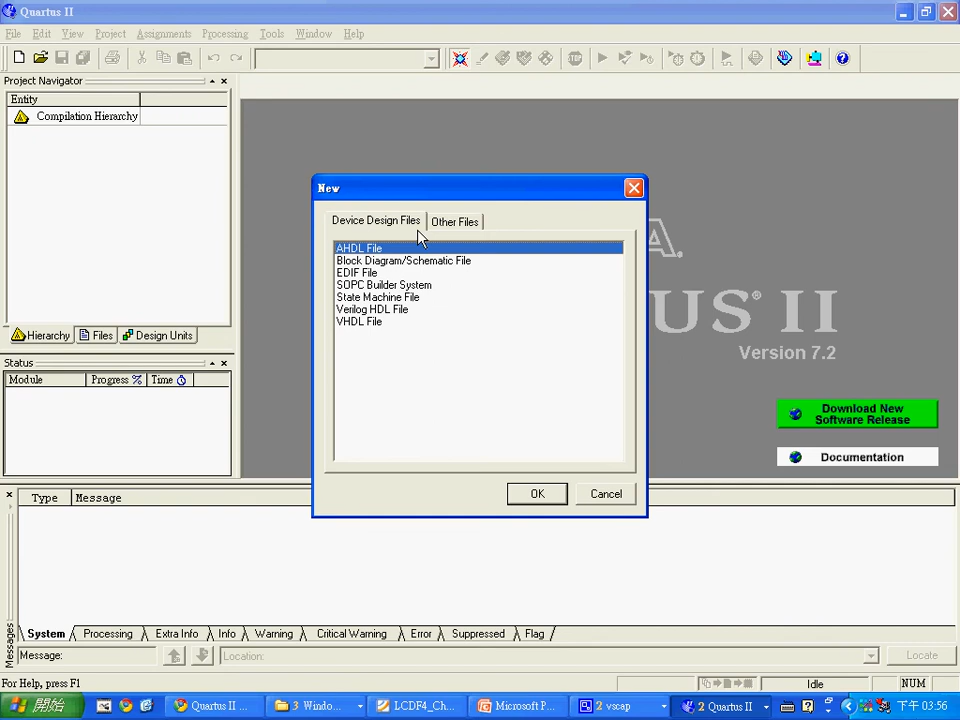 Quartus II
File Edit View Project Assignments Processing Tools Window Help
Project Navigator
Entity
Compilation Hierarchy
Hierarchy Files Design Units
Status
Module Progress % Time
New
Device Design Files Other Files
AHDL File
Block Diagram/Schematic File
EDIF File
SOPC Builder System
State Machine File
Verilog HDL File
VHDL File
OK Cancel
A.
US® II
Version 7.2
Download New
Software Release
Documentation
Type Message
System Processing Extra Info Info Warning Critical Warning Error Suppressed Flag
Messages
Message: Location: Locate
For Help, press F1 Idle NUM
開始 Quartus II ... 3 Windo... LCDF4_Ch... Microsoft P... 2 vscap 2 Quartus II 下午 03:56